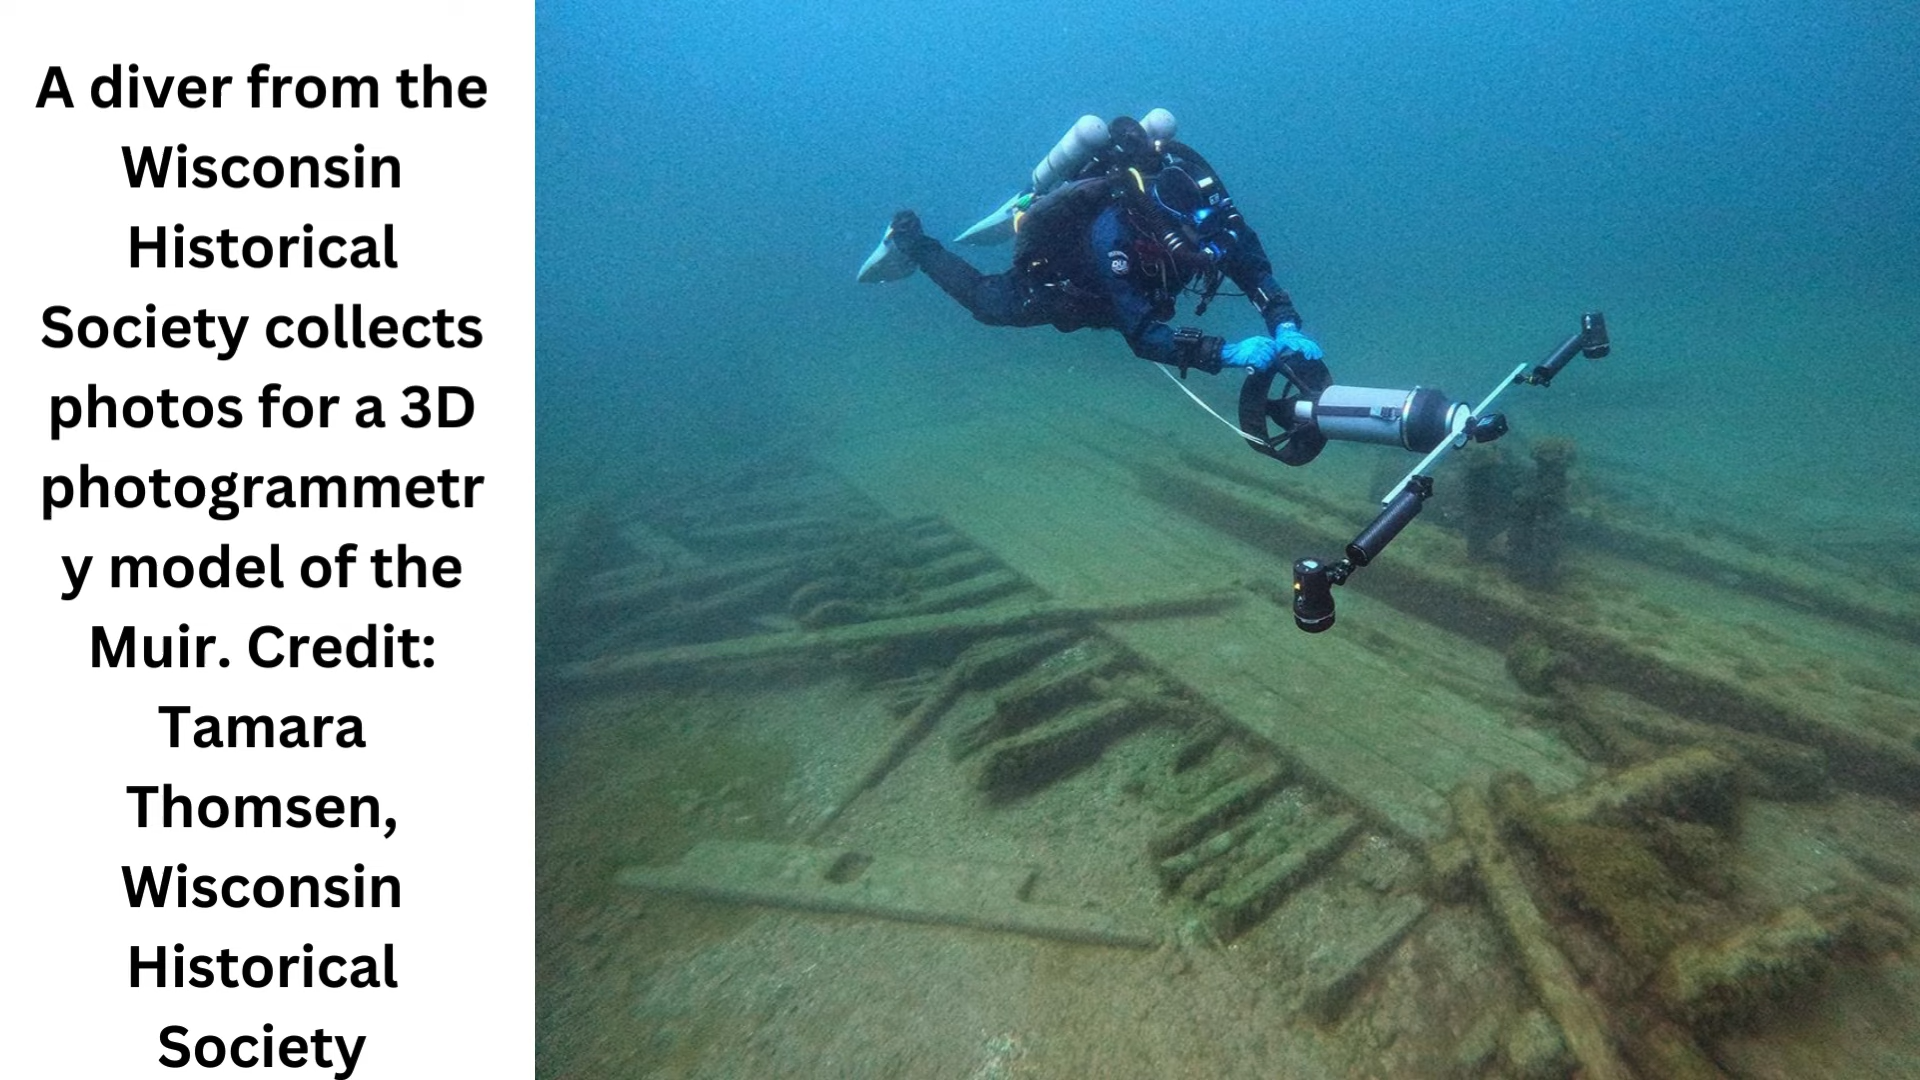 A diver from the
Wisconsin
Historical
Society collects
photos for a 3D
photogrammetr
y model of the
Muir. Credit:
Tamara
Thomsen,
Wisconsin
Historical
Society
DUI